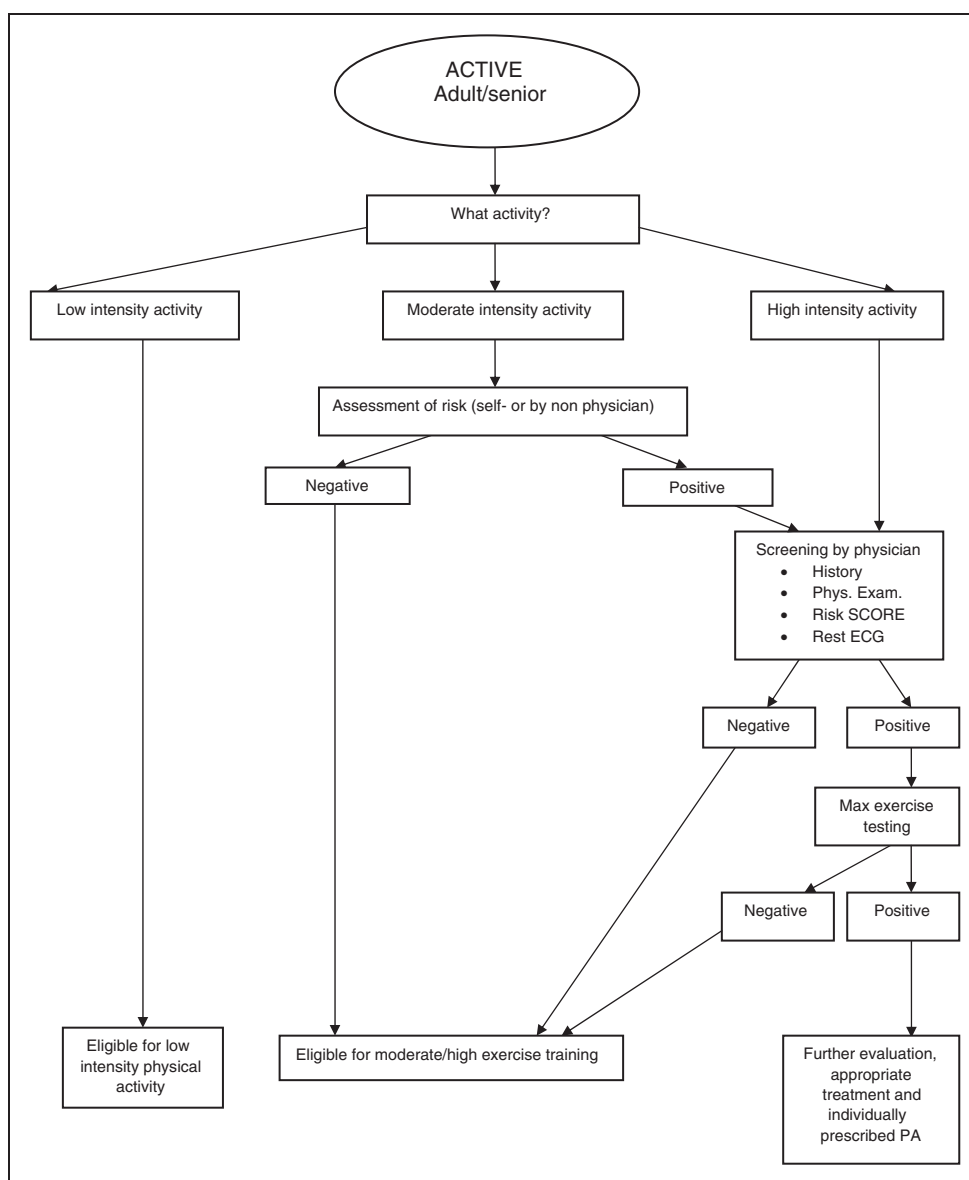 ACTIVE
Adult/senior
What activity?
Low intensity activity
Moderate intensity activity
High intensity activity
Assessment of risk (self- or by non physician)
Negative
Positive
Screening by physician
• History
• Phys. Exam.
• Risk SCORE
• Rest ECG
Negative
Positive
Max exercise
testing
Negative
Positive
Eligible for low
intensity physical
activity
Eligible for moderate/high exercise training
Further evaluation,
appropriate
treatment and
individually
prescribed PA